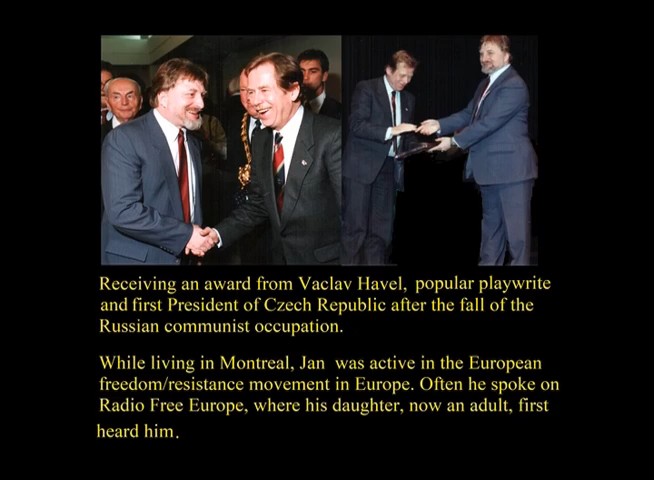 Receiving an award from Vaclav Havel, popular playwrite
and first President of Czech Republic after the fall of the
Russian communist occupation.
While living in Montreal, Jan was active in the European
freedom/resistance movement in Europe. Often he spoke on
Radio Free Europe, where his daughter, now an adult, first
heard him.